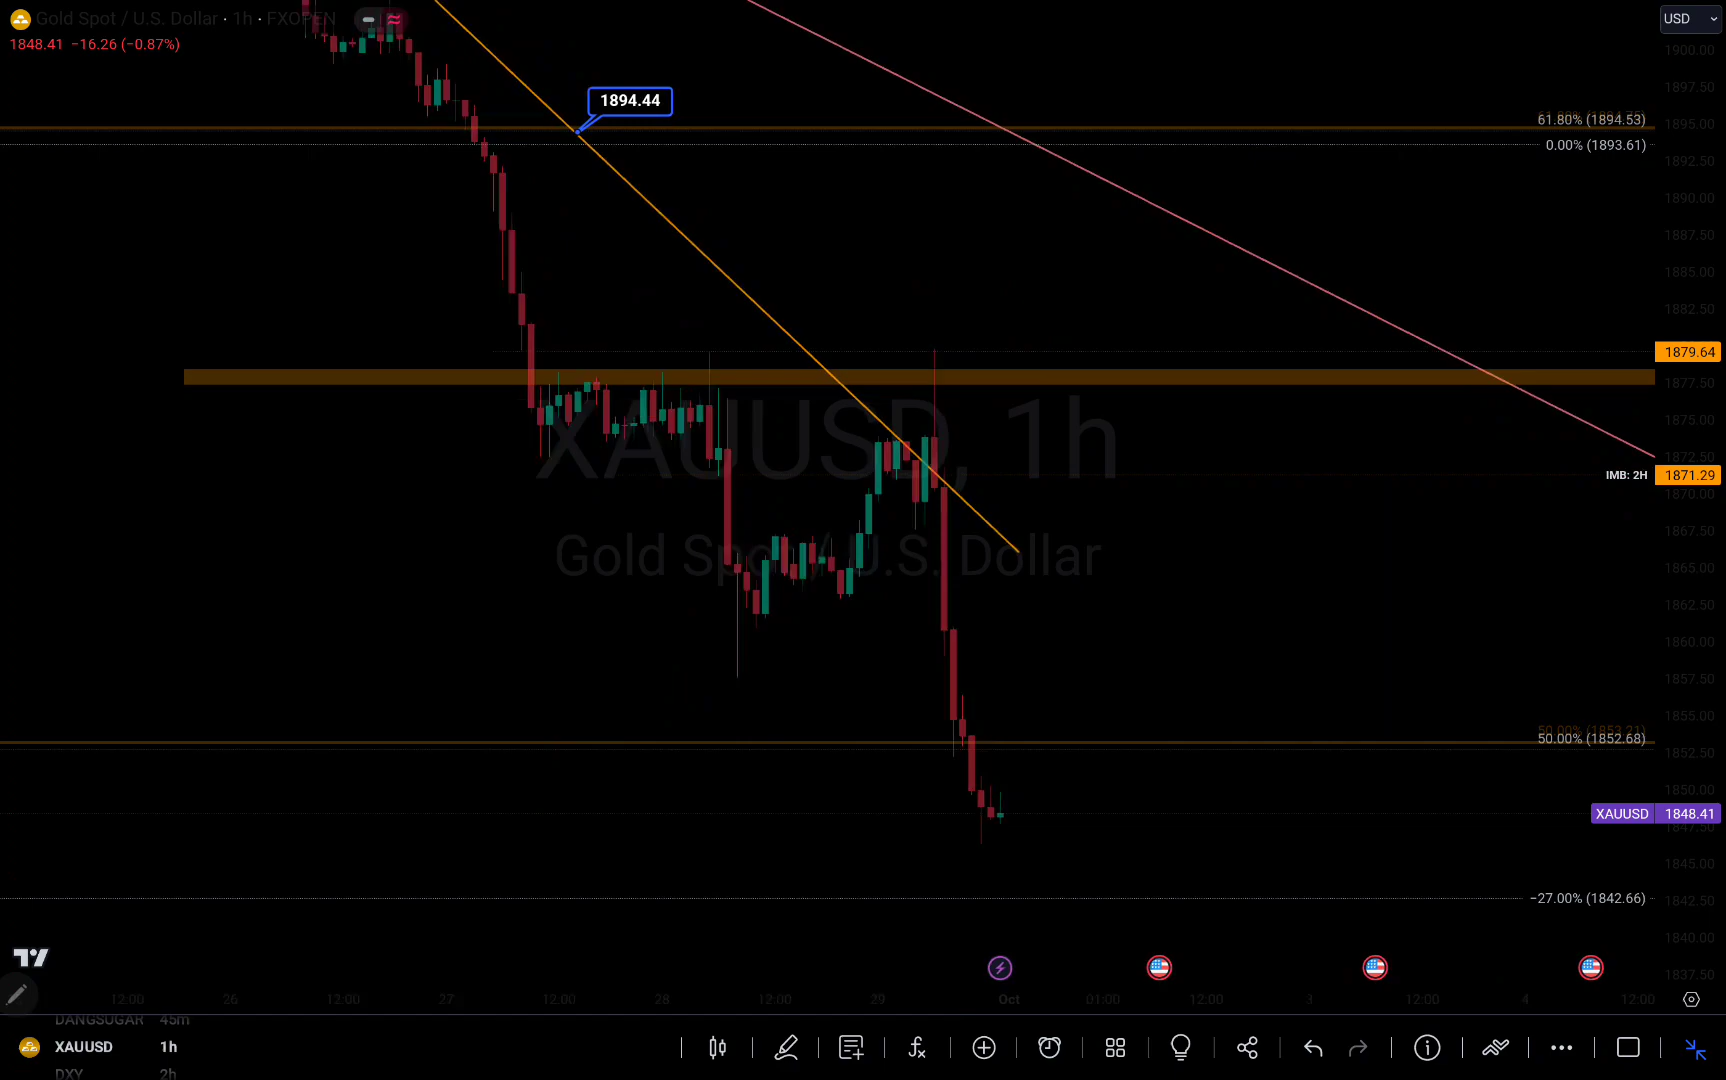 Gold Spot / U.S. Dollar · 1h · FXOPEN
USD
1848.41 −16.26 (−0.87%)
1900.00
1897.50
1894.44
61.80% (1894.53)
1895.00
0.00% (1893.61)
1892.50
1890.00
1887.50
1885.00
1882.50
1879.64
1877.50
XAUUSD, 1h
1875.00
1872.50
IMB: 2H 1871.29
1870.00
1867.50
Gold Spot / U.S. Dollar
1865.00
1862.50
1860.00
1857.50
1855.00
50.00% (1853.21)
50.00% (1852.68)
1852.50
1850.00
XAUUSD 1848.41
1847.50
1845.00
−27.00% (1842.66)
1842.50
1840.00
1837.50
12:00 26 12:00 27 12:00 28 12:00 29 Oct 01:00 12:00 3 12:00 4 12:00
DANGSUGAR 45m
XAUUSD 1h
DXY 2h